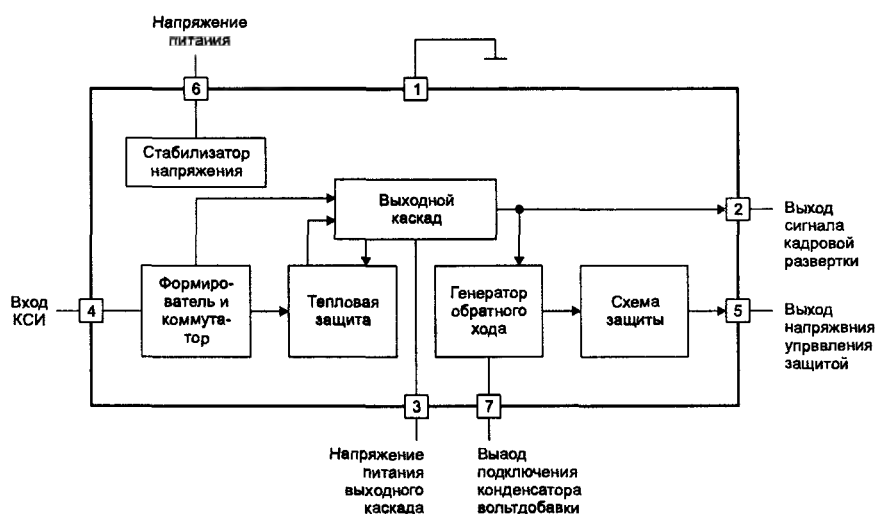 Напряжение
питания
6
1
Стабилизатор
напряжения
Выходной
каскад
2
Выход
сигнала
кадровой
развертки
Вход
КСИ
4
Формиро-
ватель и
коммута-
тор
Тепловая
защита
Генератор
обратного
хода
Схема
защиты
5
Выход
напряжвния
упрвления
защитой
3
7
Напряжение
питания
выходного
каскада
Выаод
подключения
конденсатора
вольтдобавки